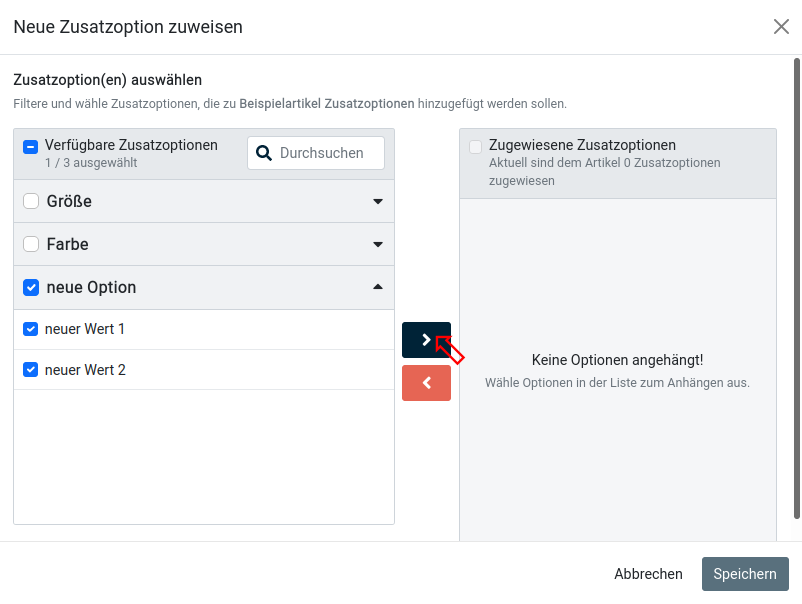 Neue Zusatzoption zuweisen
Zusatzoption(en) auswählen
Filtere und wähle Zusatzoptionen, die zu Beispielartikel Zusatzoptionen hinzugefügt werden sollen.
Verfügbare Zusatzoptionen
1 / 3 ausgewählt
Durchsuchen
Größe
Farbe
neue Option
neuer Wert 1
neuer Wert 2
Zugewiesene Zusatzoptionen
Aktuell sind dem Artikel 0 Zusatzoptionen
zugewiesen
Keine Optionen angehängt!
Wähle Optionen in der Liste zum Anhängen aus.
Abbrechen
Speichern